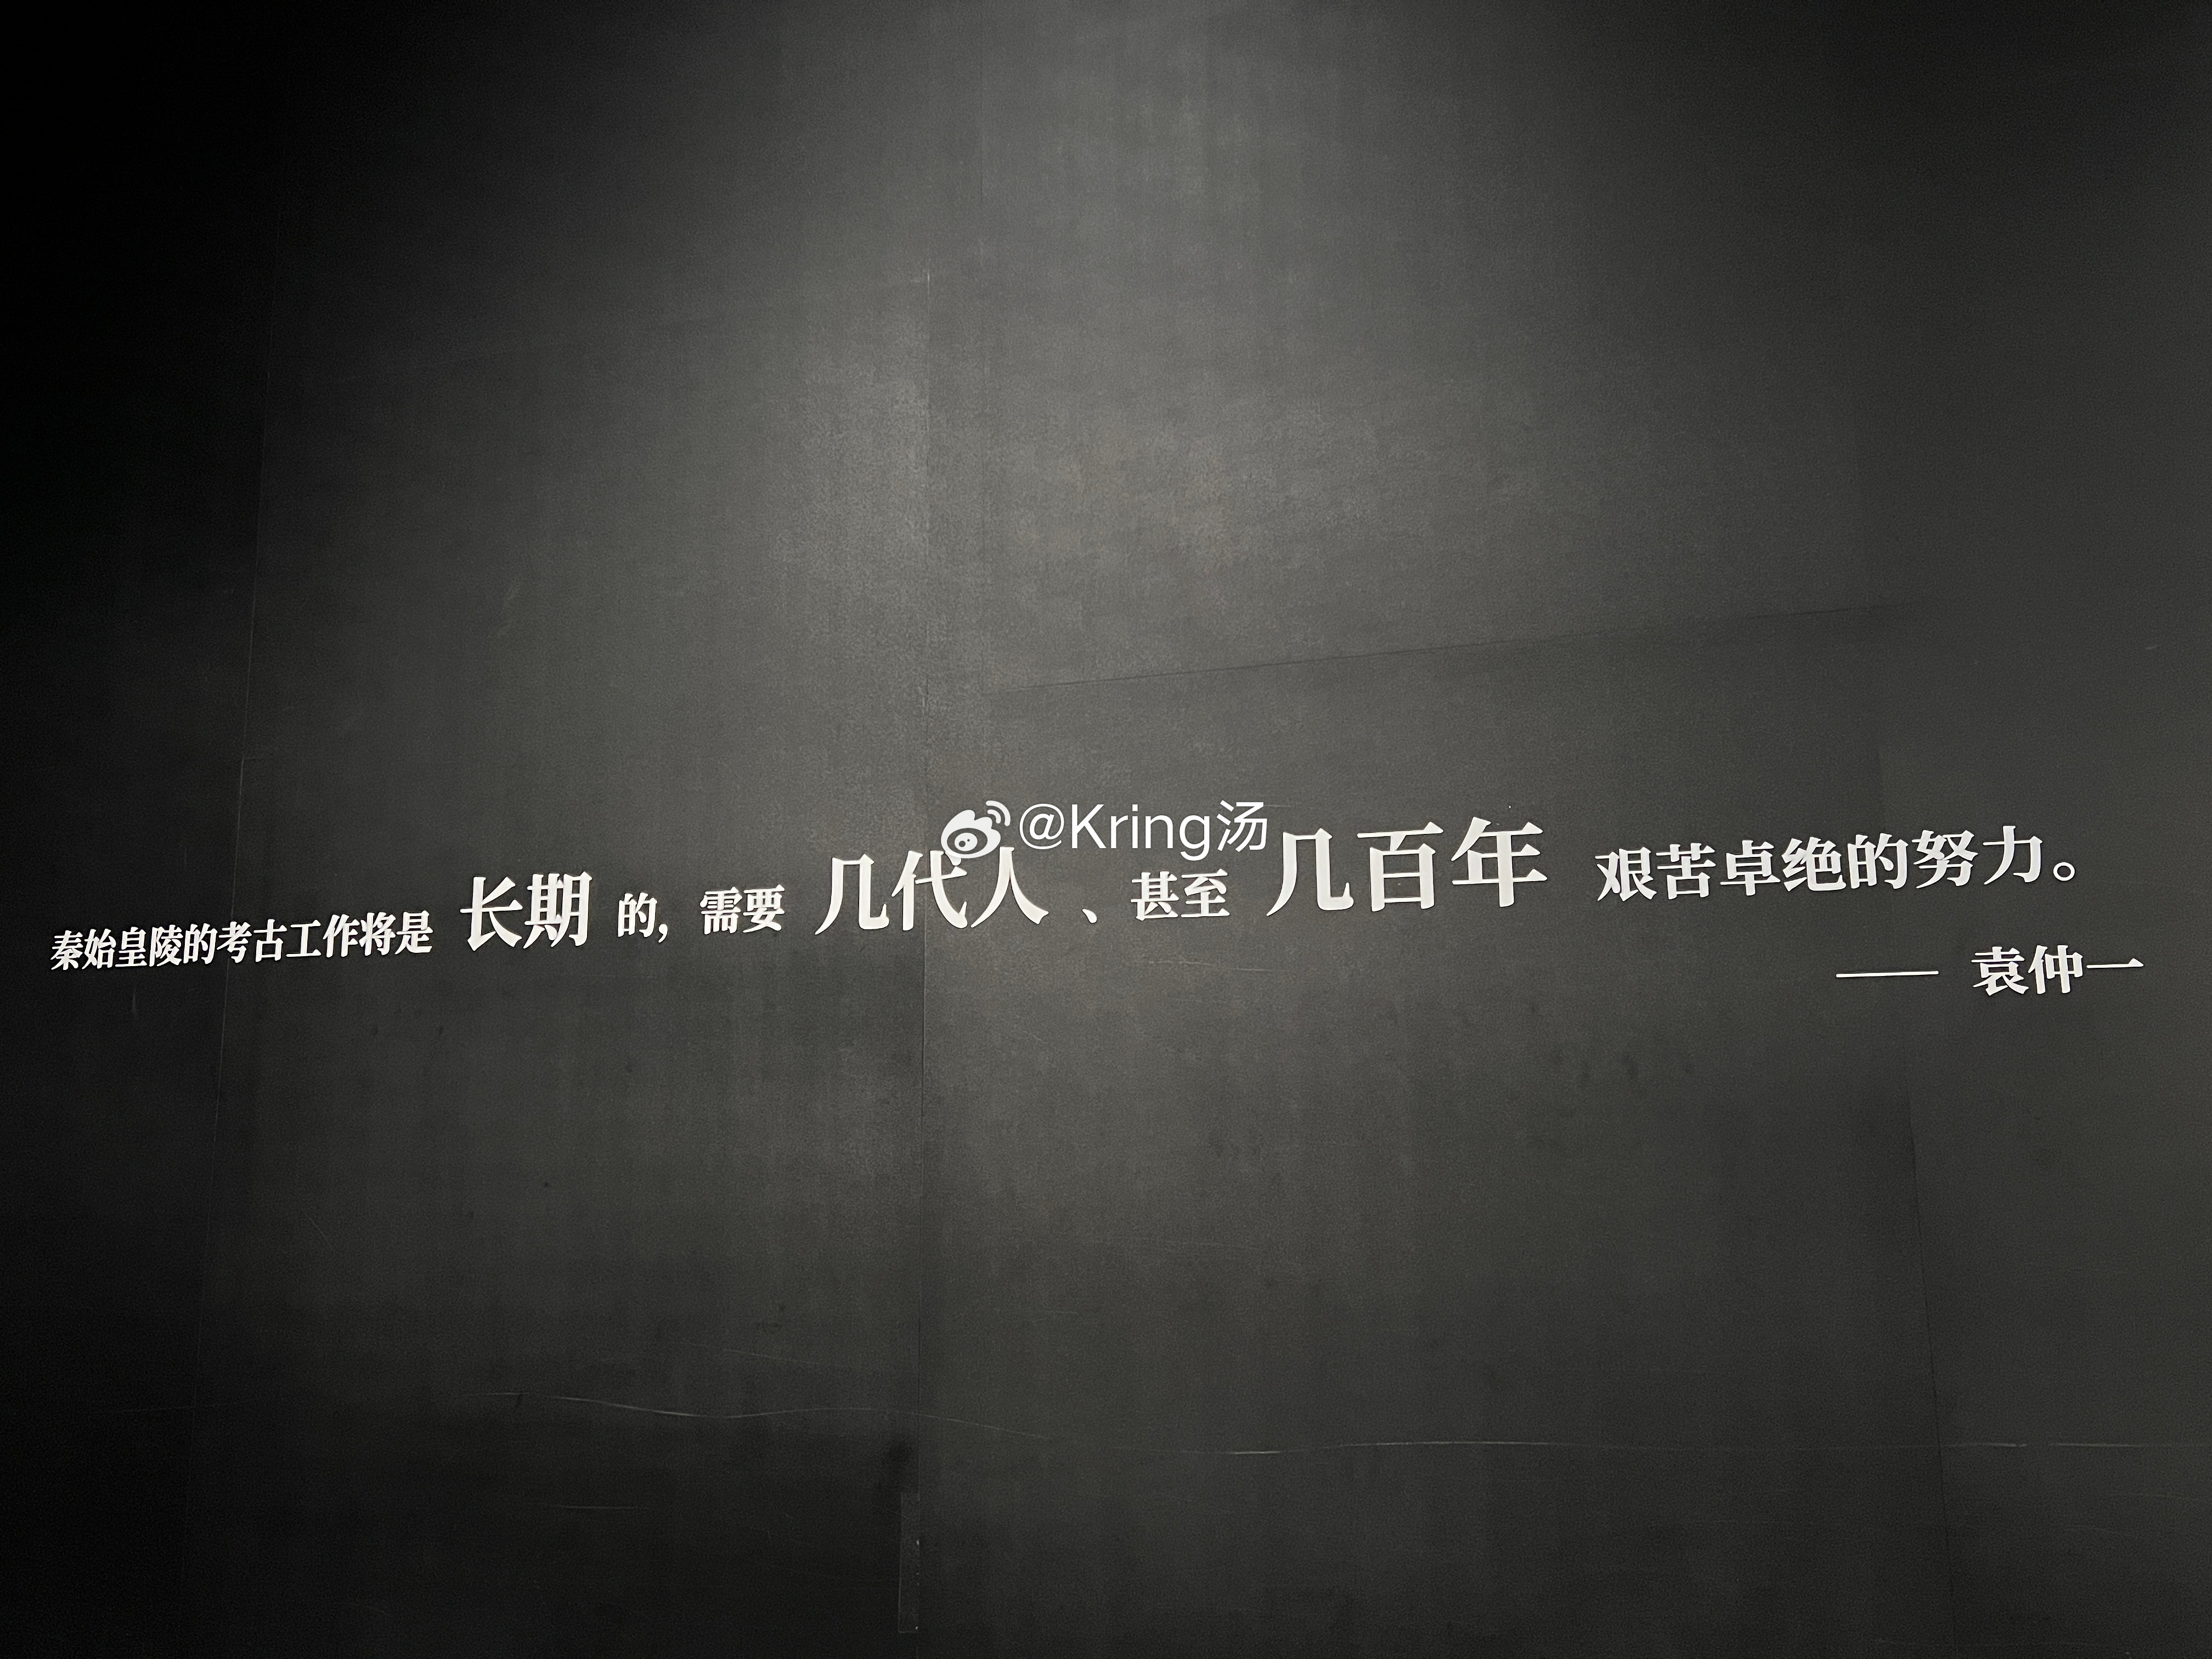 @Kring汤
秦始皇陵的考古工作将是 长期 的，需要 几代人 、甚至 几百年 艰苦卓绝的努力。
—— 袁仲一